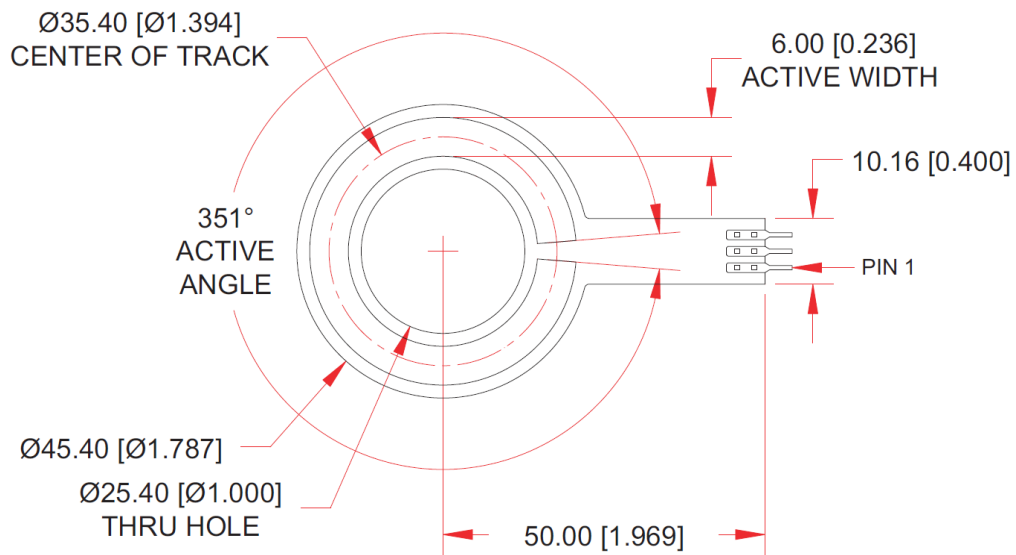 Ø35.40 [Ø1.394]
CENTER OF TRACK
6.00 [0.236]
ACTIVE WIDTH
10.16 [0.400]
351°
ACTIVE
ANGLE
PIN 1
Ø45.40 [Ø1.787]
Ø25.40 [Ø1.000]
THRU HOLE
50.00 [1.969]